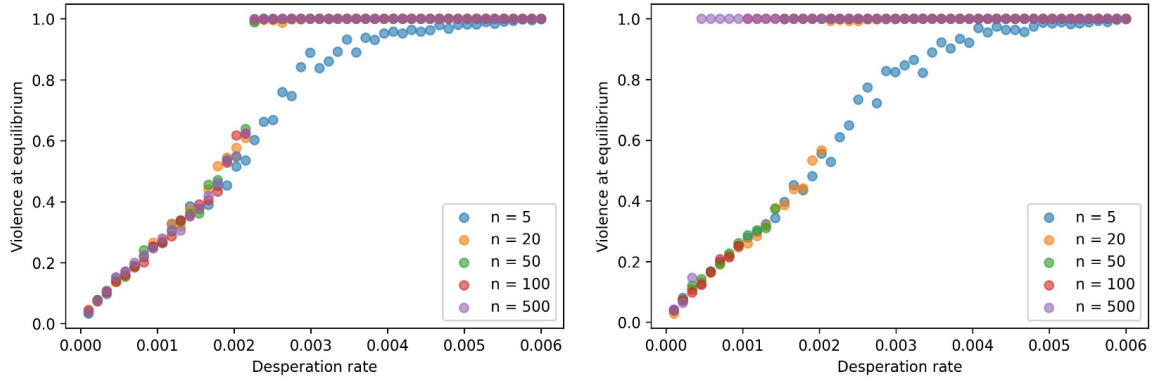 Violence at equilibrium
1.0
0.8
0.6
0.4
0.2
0.0
0.000 0.001 0.002 0.003 0.004 0.005 0.006
Desperation rate
n = 5
n = 20
n = 50
n = 100
n = 500
Violence at equilibrium
1.0
0.8
0.6
0.4
0.2
0.0
0.000 0.001 0.002 0.003 0.004 0.005 0.006
Desperation rate
n = 5
n = 20
n = 50
n = 100
n = 500